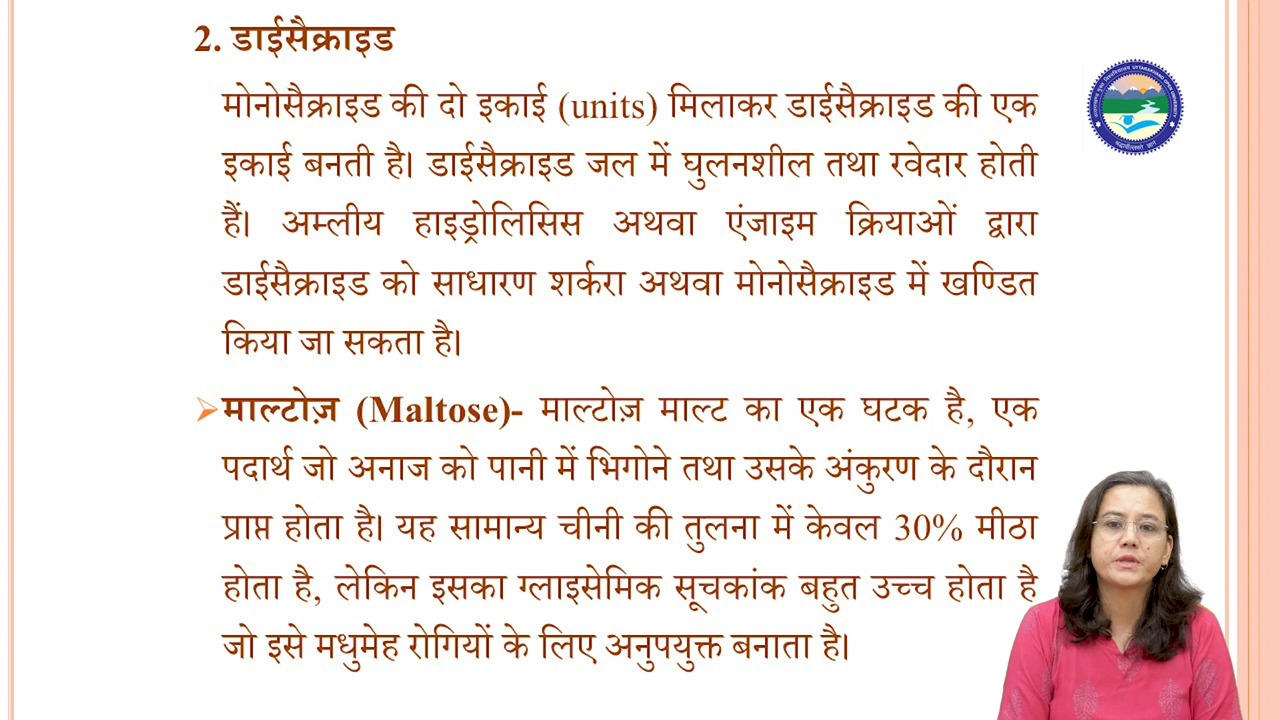 2. डाईसैक्राइड
मोनोसैक्राइड की दो इकाई (units) मिलाकर डाईसैक्राइड की एक
इकाई बनती है। डाईसैक्राइड जल में घुलनशील तथा रवेदार होती
हैं। अम्लीय हाइड्रोलिसिस अथवा एंजाइम क्रियाओं द्वारा
डाईसैक्राइड को साधारण शर्करा अथवा मोनोसैक्राइड में खण्डित
किया जा सकता है।
माल्टोज़ (Maltose)- माल्टोज़ माल्ट का एक घटक है, एक
पदार्थ जो अनाज को पानी में भिगोने तथा उसके अंकुरण के दौरान
प्राप्त होता है। यह सामान्य चीनी की तुलना में केवल 30% मीठा
होता है, लेकिन इसका ग्लाइसेमिक सूचकांक बहुत उच्च होता है
जो इसे मधुमेह रोगियों के लिए अनुपयुक्त बनाता है।